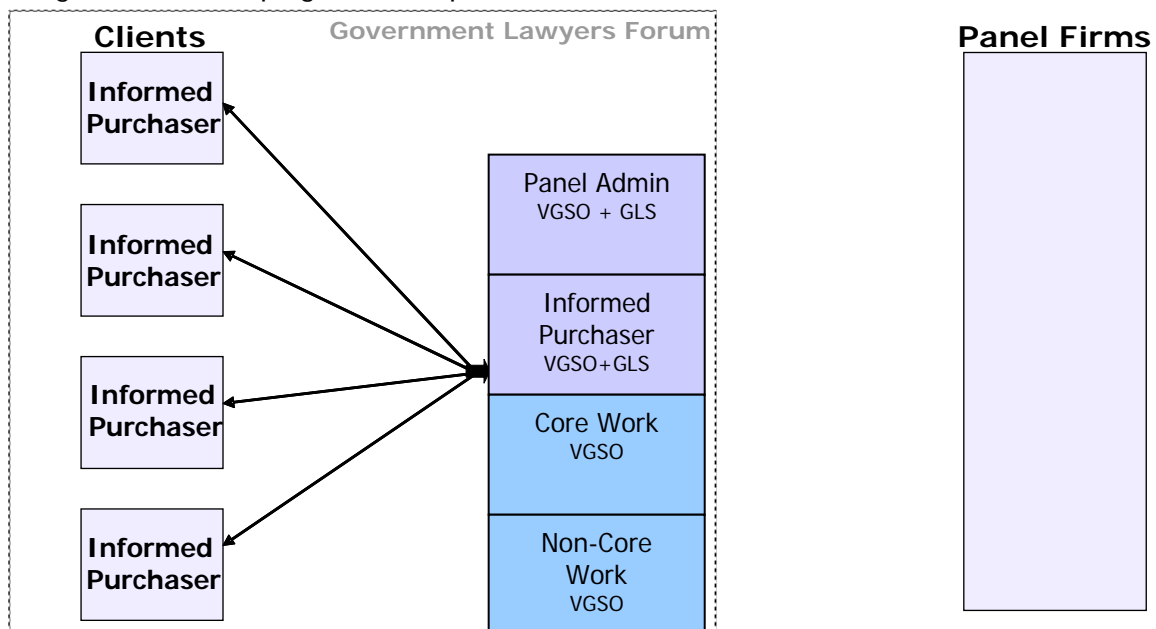 Clients
Government Lawyers Forum
Panel Firms
Informed
Purchaser
Informed
Purchaser
Informed
Purchaser
Informed
Purchaser
Panel Admin
VGSO + GLS
Informed
Purchaser
VGSO+GLS
Core Work
VGSO
Non-Core
Work
VGSO